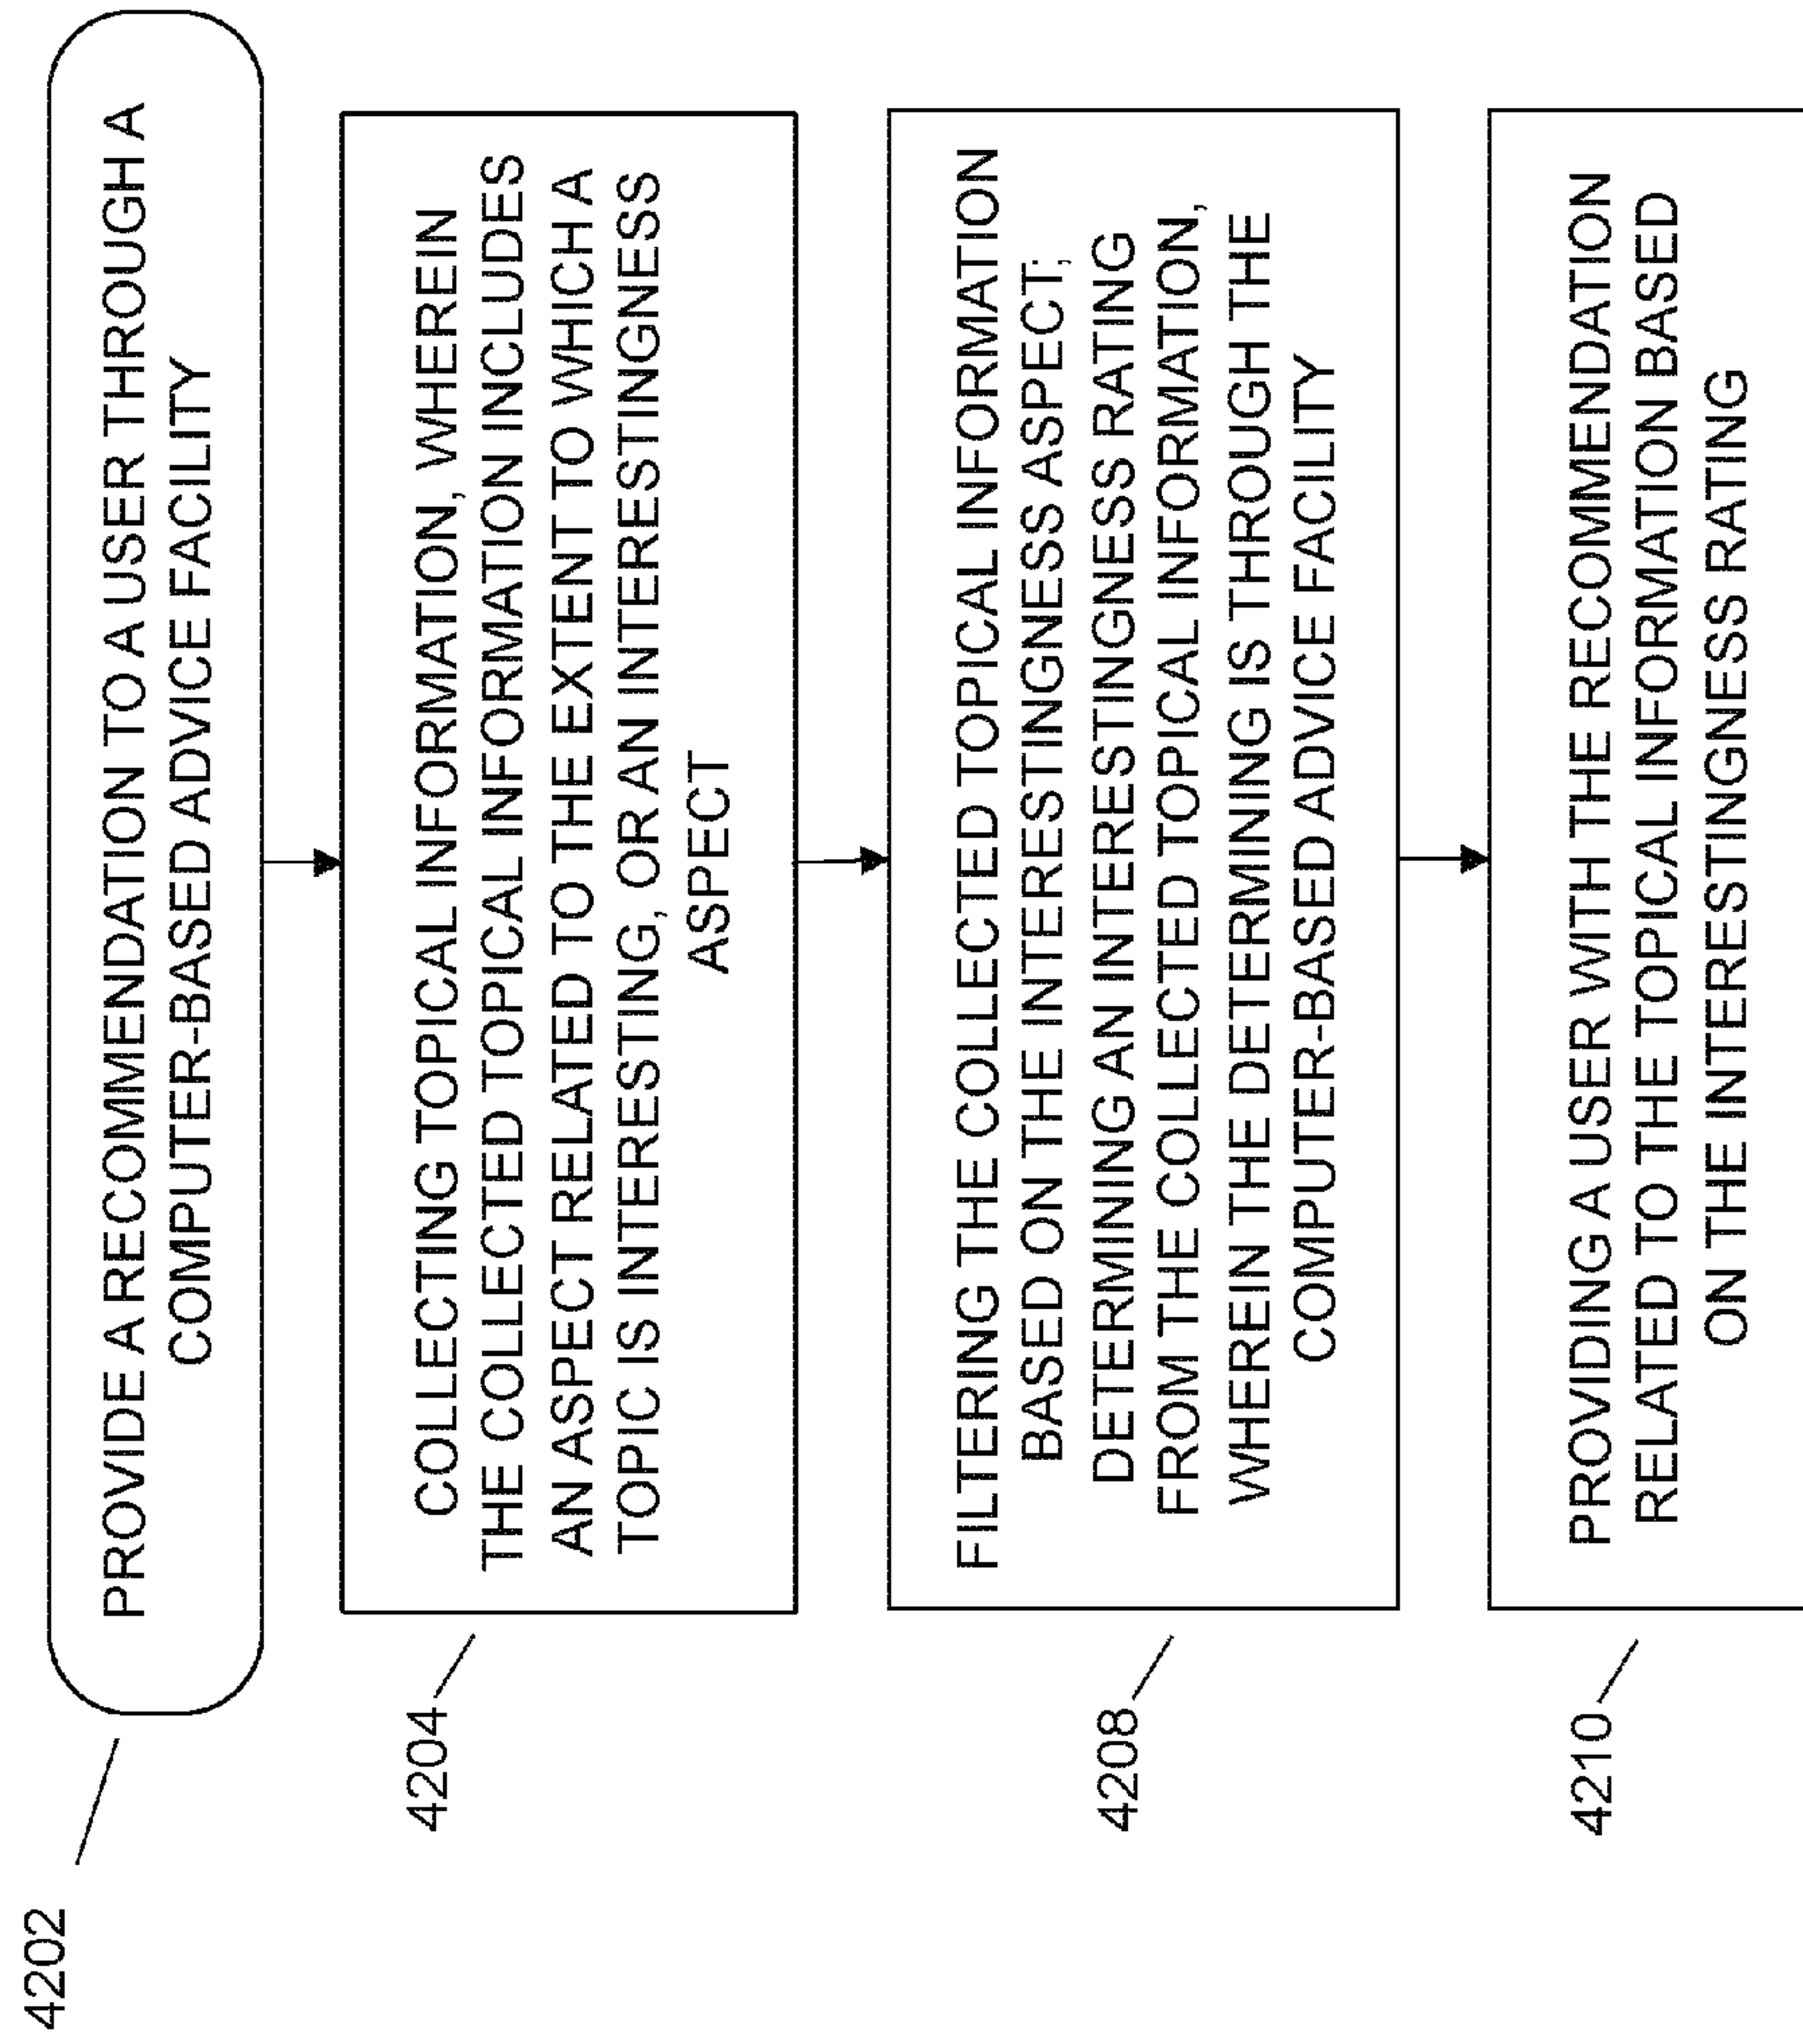 4202
PROVIDE A RECOMMENDATION TO A USER THROUGH A
COMPUTER-BASED ADVICE FACILITY
4204
COLLECTING TOPICAL INFORMATION, WHEREIN
THE COLLECTED TOPICAL INFORMATION INCLUDES
AN ASPECT RELATED TO THE EXTENT TO WHICH A
TOPIC IS INTERESTING, OR AN INTERESTINGNESS
ASPECT
4208
FILTERING THE COLLECTED TOPICAL INFORMATION
BASED ON THE INTERESTINGNESS ASPECT;
DETERMINING AN INTERESTINGNESS RATING
FROM THE COLLECTED TOPICAL INFORMATION,
WHEREIN THE DETERMINING IS THROUGH THE
COMPUTER-BASED ADVICE FACILITY
4210
PROVIDING A USER WITH THE RECOMMENDATION
RELATED TO THE TOPICAL INFORMATION BASED
ON THE INTERESTINGNESS RATING